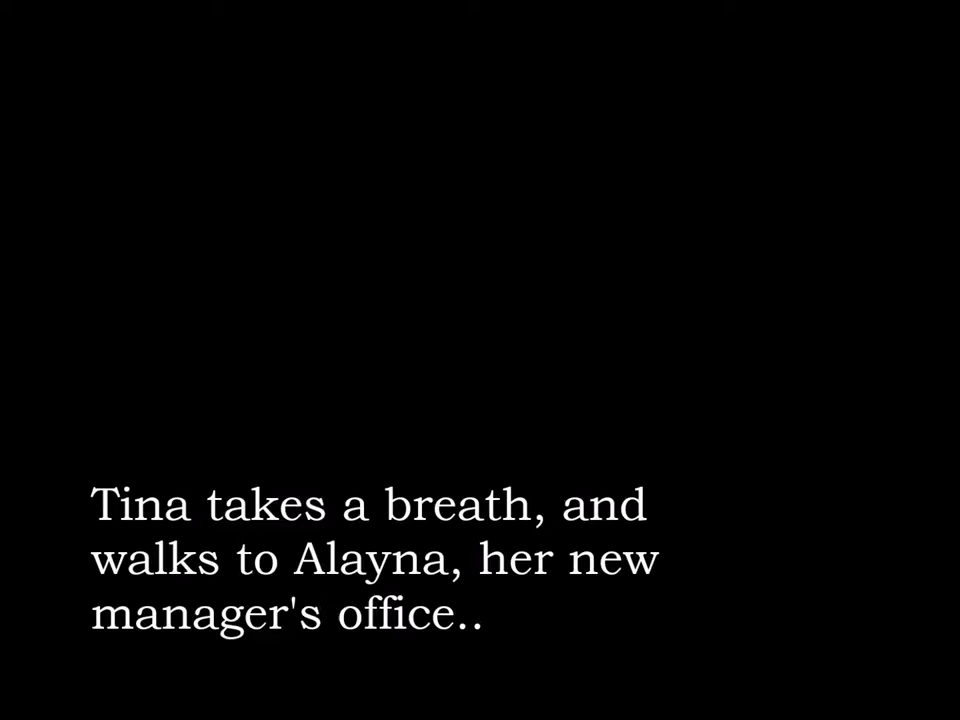 Tina takes a breath, and
walks to Alayna, her new
manager's office..